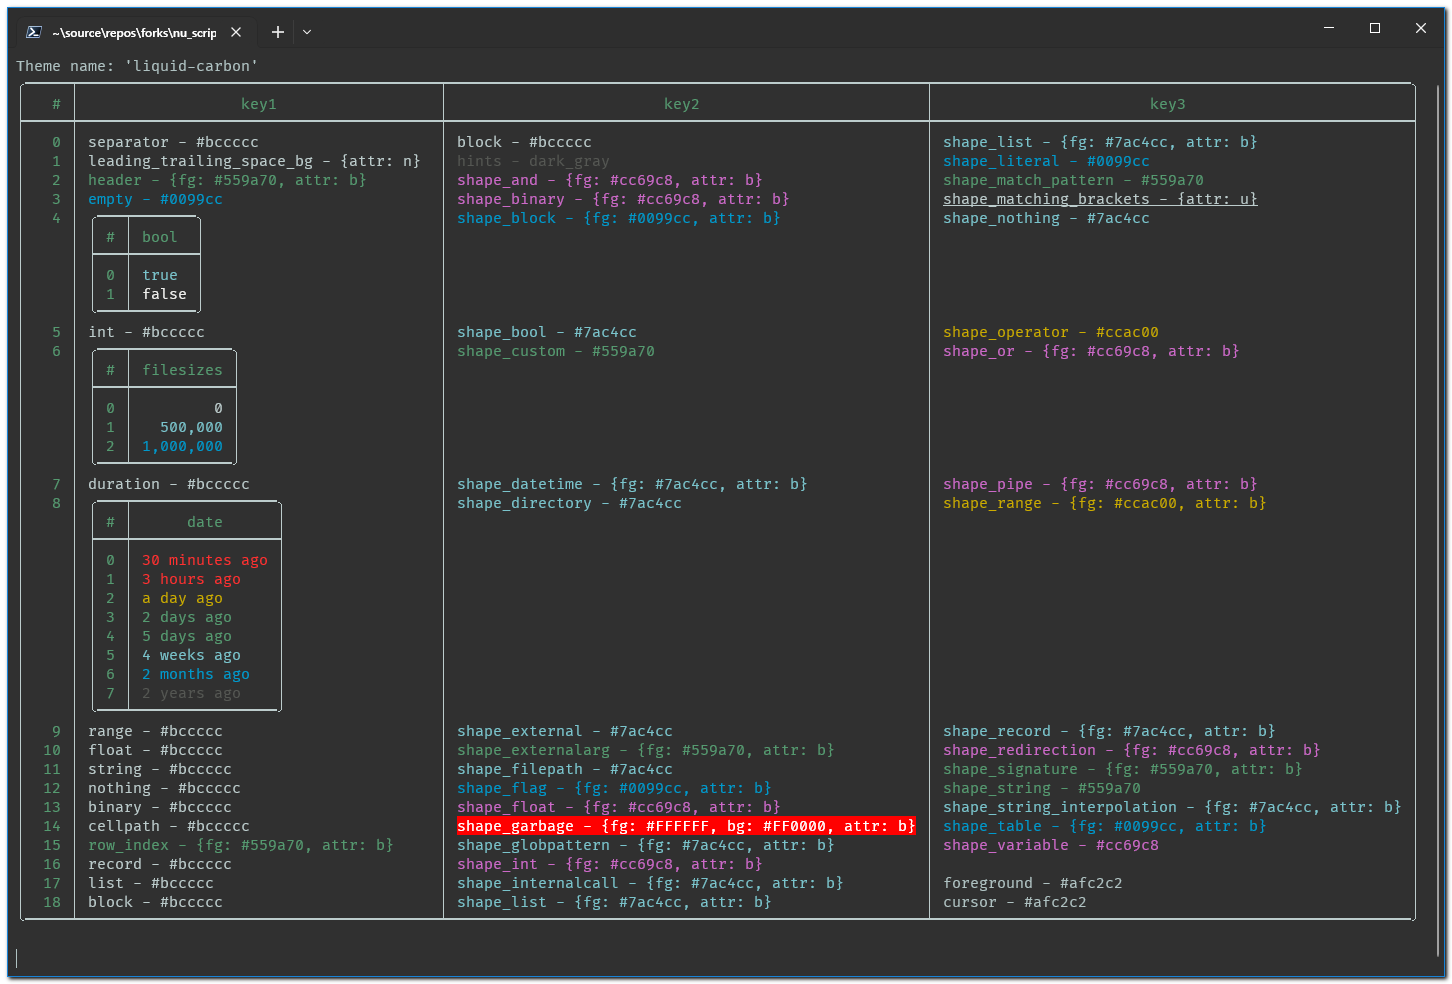 ~\source\repos\forks\nu_scrip
Theme name: 'liquid-carbon'
# key1 key2 key3
0 separator - #bccccc block - #bccccc shape_list - {fg: #7ac4cc, attr: b}
1 leading_trailing_space_bg - {attr: n} hints - dark_gray shape_literal - #0099cc
2 header - {fg: #559a70, attr: b} shape_and - {fg: #cc69c8, attr: b} shape_match_pattern - #559a70
3 empty - #0099cc shape_binary - {fg: #cc69c8, attr: b} shape_matching_brackets - {attr: u}
4 shape_block - {fg: #0099cc, attr: b} shape_nothing - #7ac4cc
# bool
0 true
1 false
5 int - #bccccc shape_bool - #7ac4cc shape_operator - #ccac00
6 shape_custom - #559a70 shape_or - {fg: #cc69c8, attr: b}
# filesizes
0 0
1 500,000
2 1,000,000
7 duration - #bccccc shape_datetime - {fg: #7ac4cc, attr: b} shape_pipe - {fg: #cc69c8, attr: b}
8 shape_directory - #7ac4cc shape_range - {fg: #ccac00, attr: b}
# date
0 30 minutes ago
1 3 hours ago
2 a day ago
3 2 days ago
4 5 days ago
5 4 weeks ago
6 2 months ago
7 2 years ago
9 range - #bccccc shape_external - #7ac4cc shape_record - {fg: #7ac4cc, attr: b}
10 float - #bccccc shape_externalarg - {fg: #559a70, attr: b} shape_redirection - {fg: #cc69c8, attr: b}
11 string - #bccccc shape_filepath - #7ac4cc shape_signature - {fg: #559a70, attr: b}
12 nothing - #bccccc shape_flag - {fg: #0099cc, attr: b} shape_string - #559a70
13 binary - #bccccc shape_float - {fg: #cc69c8, attr: b} shape_string_interpolation - {fg: #7ac4cc, attr: b}
14 cellpath - #bccccc shape_garbage - {fg: #FFFFFF, bg: #FF0000, attr: b} shape_table - {fg: #0099cc, attr: b}
15 row_index - {fg: #559a70, attr: b} shape_globpattern - {fg: #7ac4cc, attr: b} shape_variable - #cc69c8
16 record - #bccccc shape_int - {fg: #cc69c8, attr: b}
17 list - #bccccc shape_internalcall - {fg: #7ac4cc, attr: b} foreground - #afc2c2
18 block - #bccccc shape_list - {fg: #7ac4cc, attr: b} cursor - #afc2c2